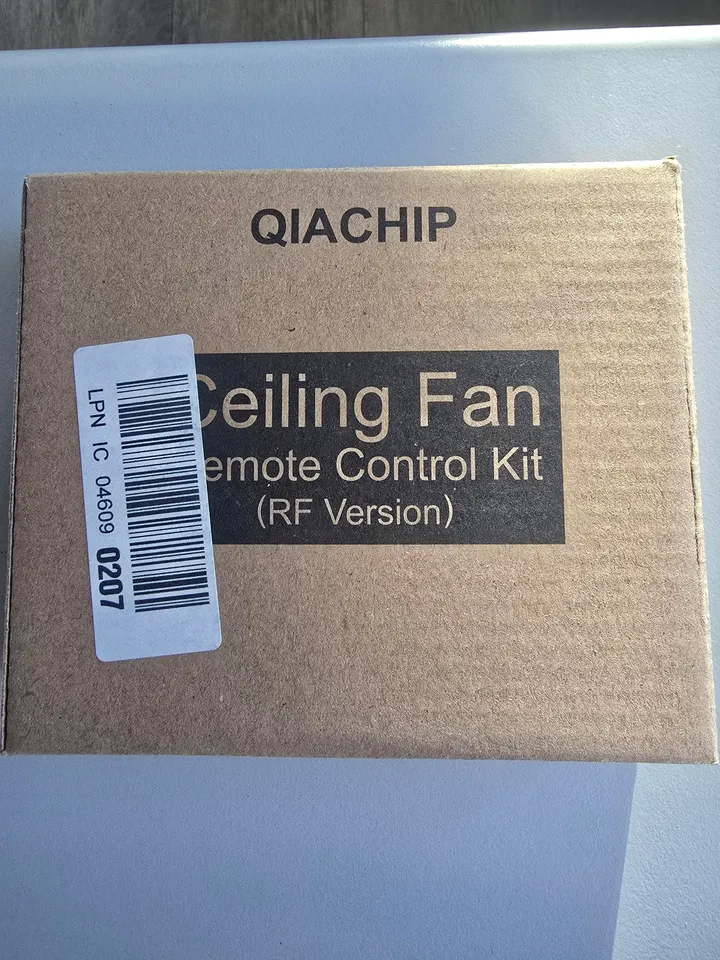 QIACHIP
Ceiling Fan
emote Control Kit
(RF Version)
LPN IC 04609 0207